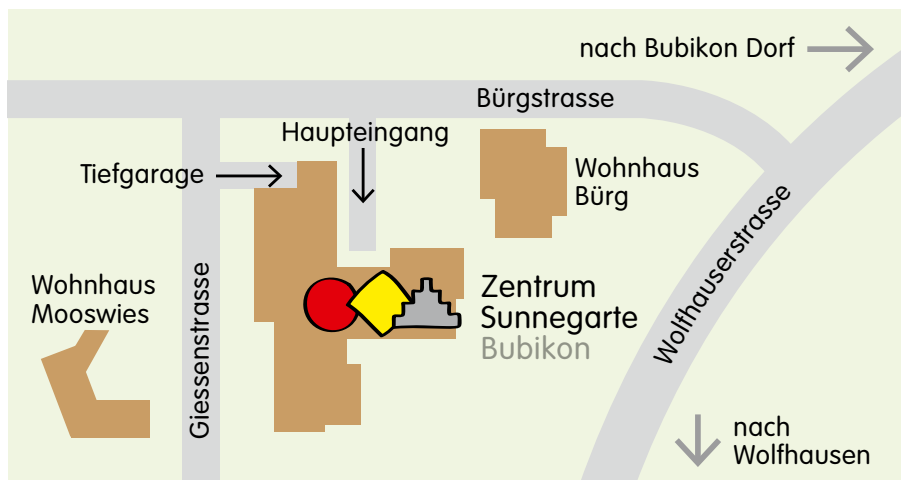 nach Bubikon Dorf
Bürgstrasse
Haupteingang
Tiefgarage
Wohnhaus
Bürg
Wolfhauserstrasse
Wohnhaus
Mooswies
Giessenstrasse
Zentrum
Sunnegarte
Bubikon
nach
Wolfhausen